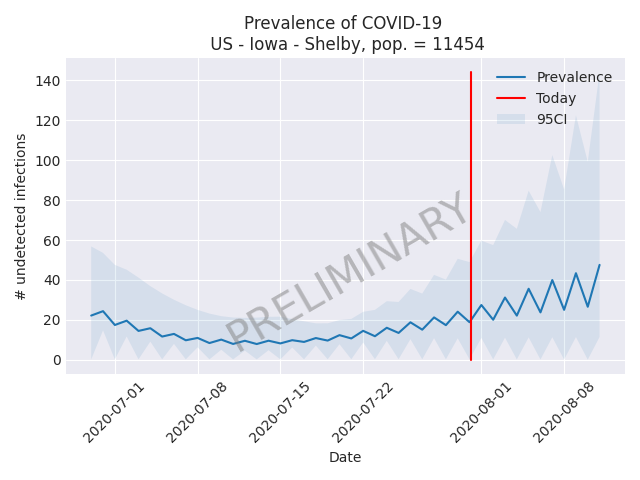 Prevalence of COVID-19
US - Iowa - Shelby, pop. = 11454
# undetected infections
140
120
100
80
60
40
20
0
Prevalence
Today
95CI
PRELIMINARY
2020-07-01
2020-07-08
2020-07-15
2020-07-22
2020-08-01
2020-08-08
Date